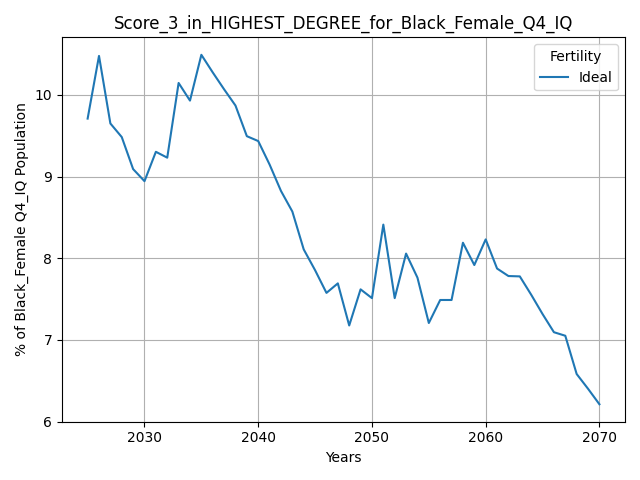 Score_3_in_HIGHEST_DEGREE_for_Black_Female_Q4_IQ
Fertility
Ideal
% of Black_Female Q4_IQ Population
10
9
8
7
6
2030 2040 2050 2060 2070
Years